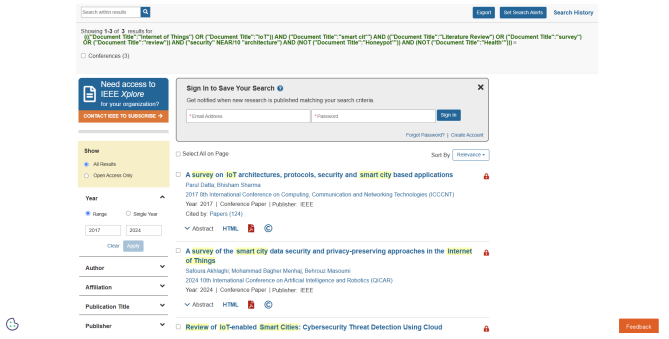 Search within results
Export
Set Search Alerts
Search History
Showing 1-3 of 3 results for
((("Document Title":"Internet of Things") OR ("Document Title":"IoT")) AND ("Document Title":"smart cit*") AND (("Document Title":"Literature Review") OR ("Document Title":"survey")
OR ("Document Title":"review")) AND ("security" NEAR/10 "architecture") AND (NOT ("Document Title":"Honeypot*")) AND (NOT ("Document Title":"Health*")))
Conferences (3)
Need access to
IEEE Xplore
for your organization?
CONTACT IEEE TO SUBSCRIBE
Show
All Results
Open Access Only
Year
Range
Single Year
2017
2024
Clear
Apply
Author
Affiliation
Publication Title
Publisher
Sign In to Save Your Search
Get notified when new research is published matching your search criteria.
*Email Address
*Password
Sign In
Forgot Password? | Create Account
Select All on Page
Sort By
Relevance
A survey on IoT architectures, protocols, security and smart city based applications
Parul Datta; Bhisham Sharma
2017 8th International Conference on Computing, Communication and Networking Technologies (ICCCNT)
Year: 2017 | Conference Paper | Publisher: IEEE
Cited by: Papers (124)
Abstract
HTML
A survey of the smart city data security and privacy-preserving approaches in the Internet
of Things
Safoura Akhlaghi; Mohammad Bagher Menhaj; Behrouz Masoumi
2024 10th International Conference on Artificial Intelligence and Robotics (QICAR)
Year: 2024 | Conference Paper | Publisher: IEEE
Abstract
HTML
Review of IoT-enabled Smart Cities: Cybersecurity Threat Detection Using Cloud
Feedback